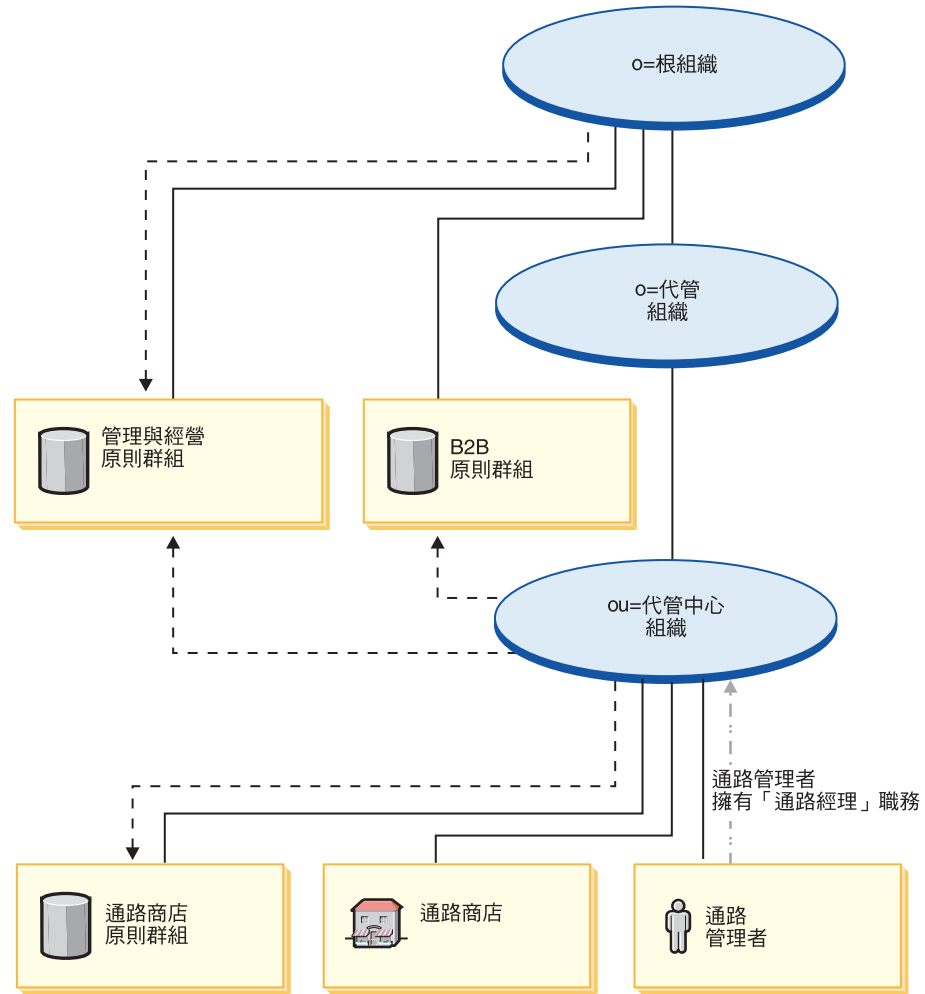 o=根組織
o=代管
組織
管理與經營
原則群組
B2B
原則群組
ou=代管中心
組織
通路管理者
擁有「通路經理」職務
通路商店
原則群組
通路商店
通路
管理者